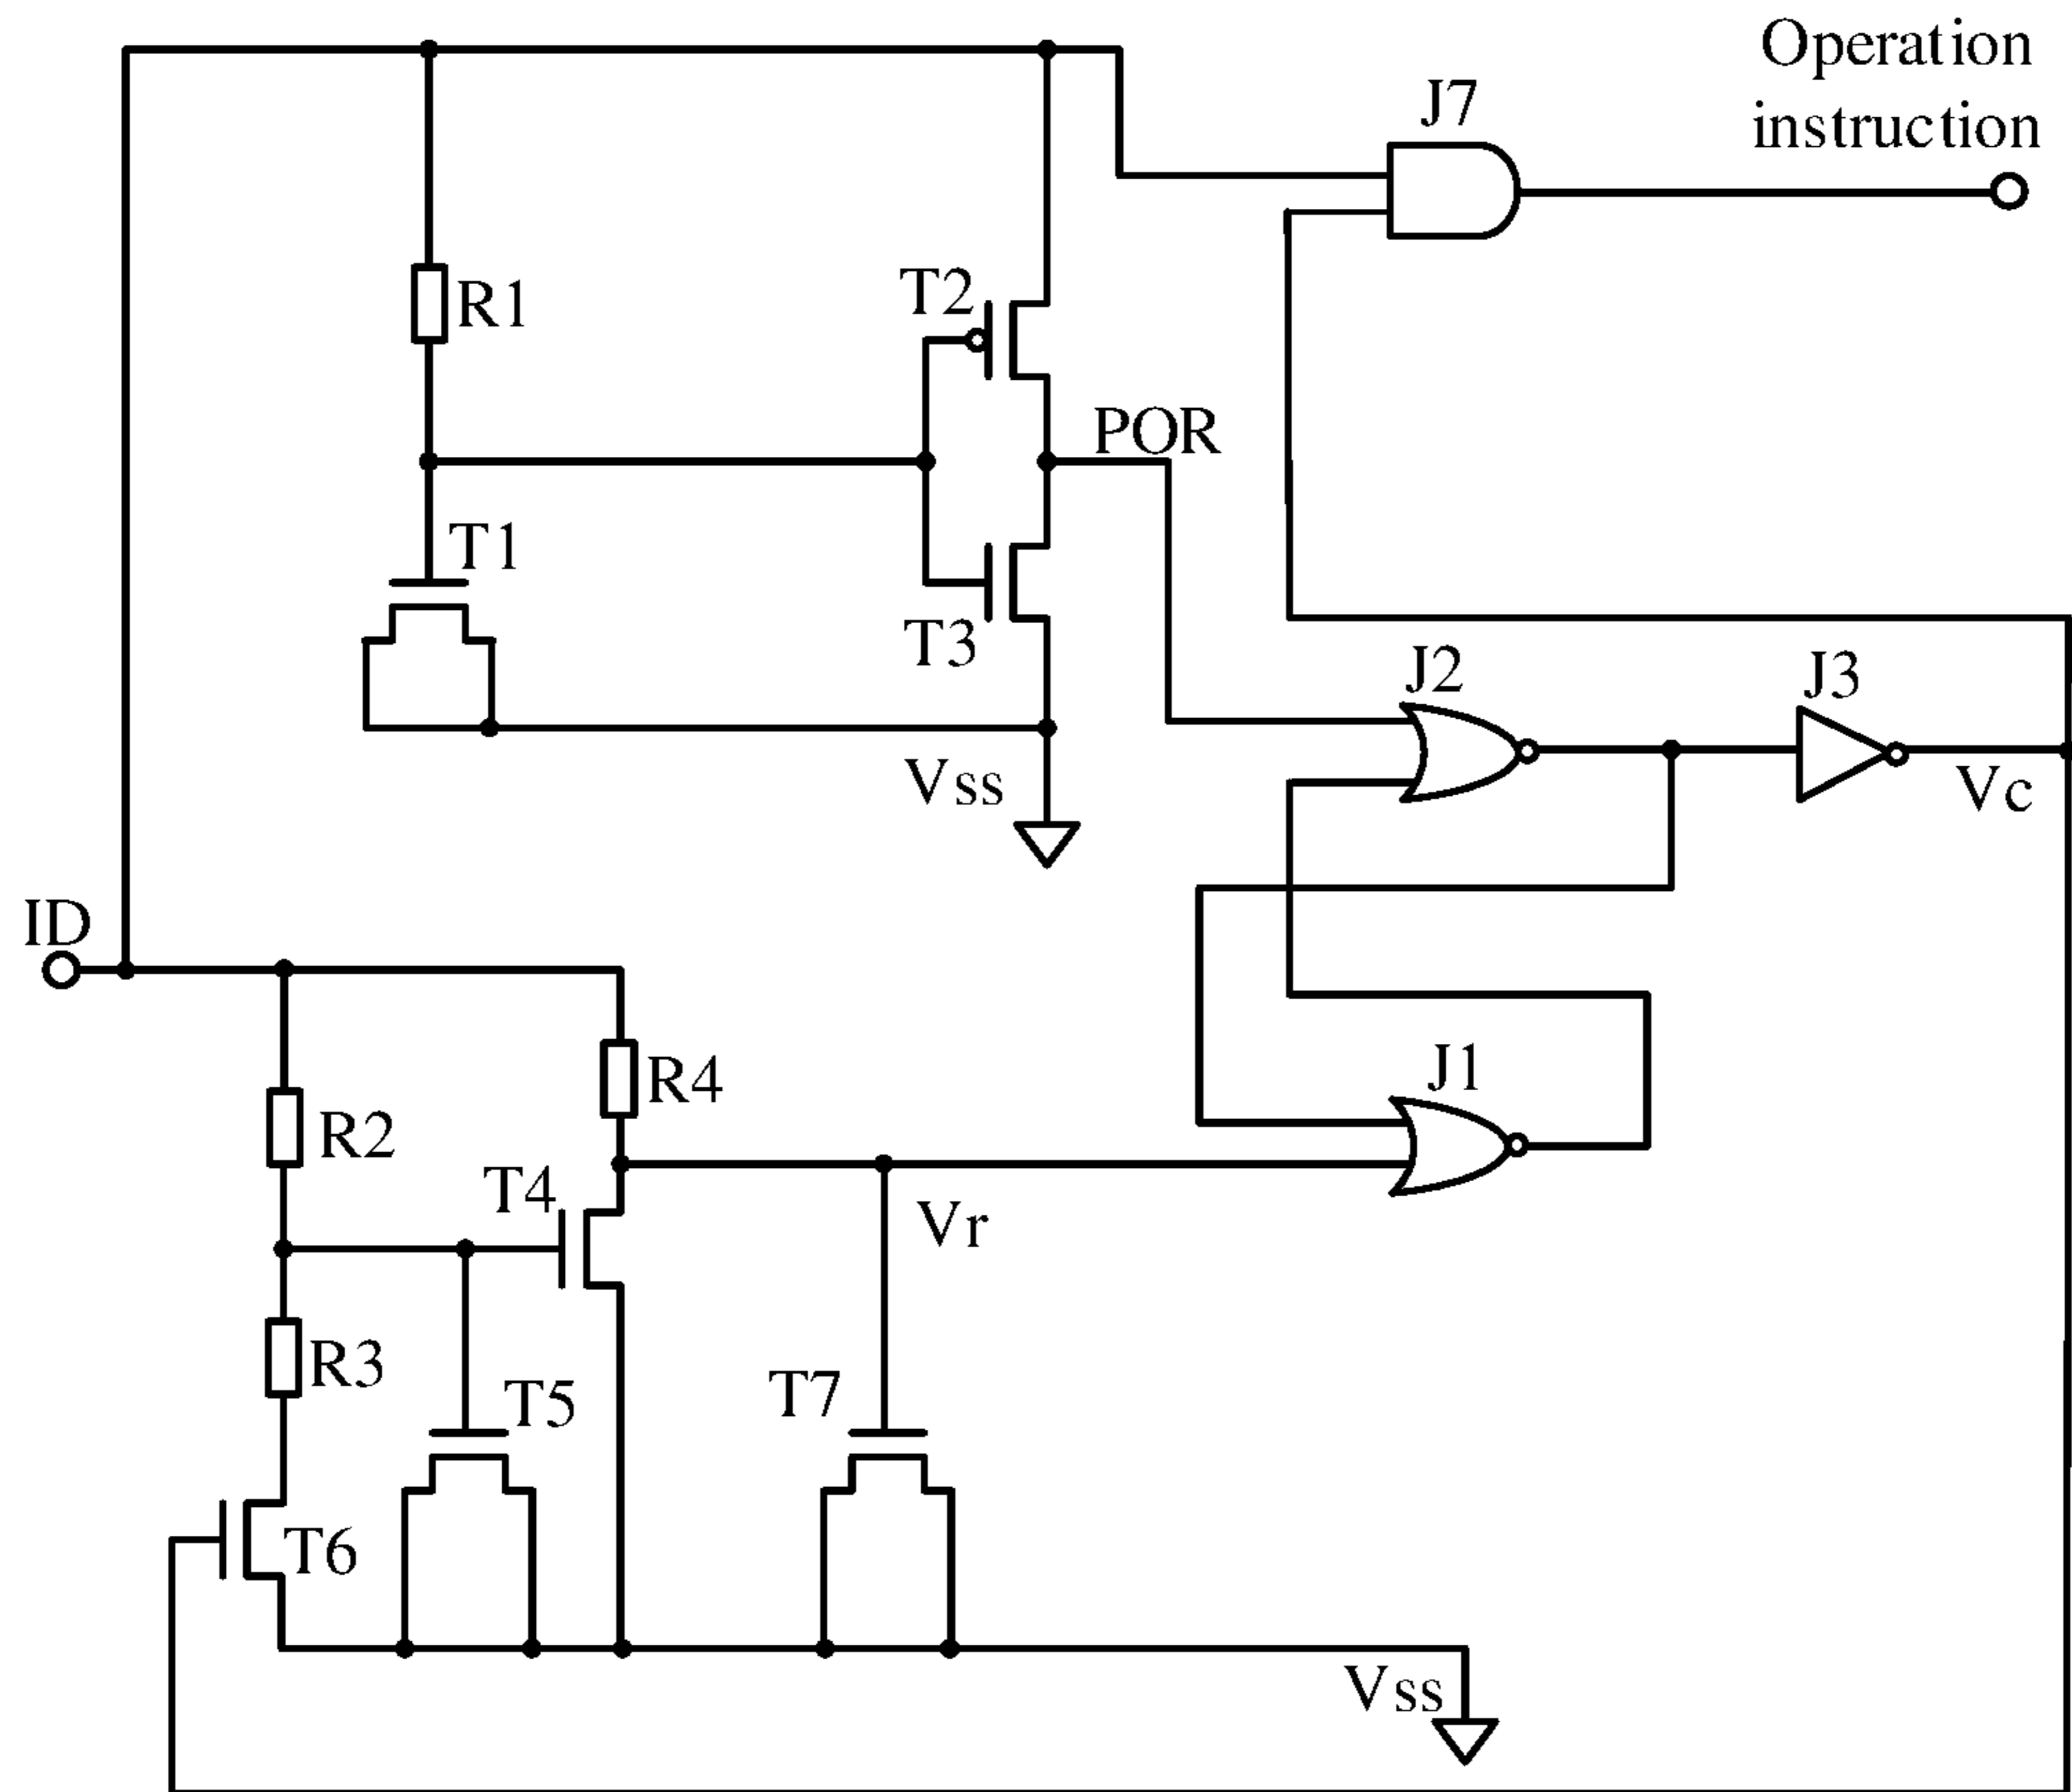 Operation
instruction
J7
R1
T2
POR
T1
T3
J2
J3
Vss
Vc
ID
R4
J1
R2
T4
Vr
R3
T5
T7
T6
Vss